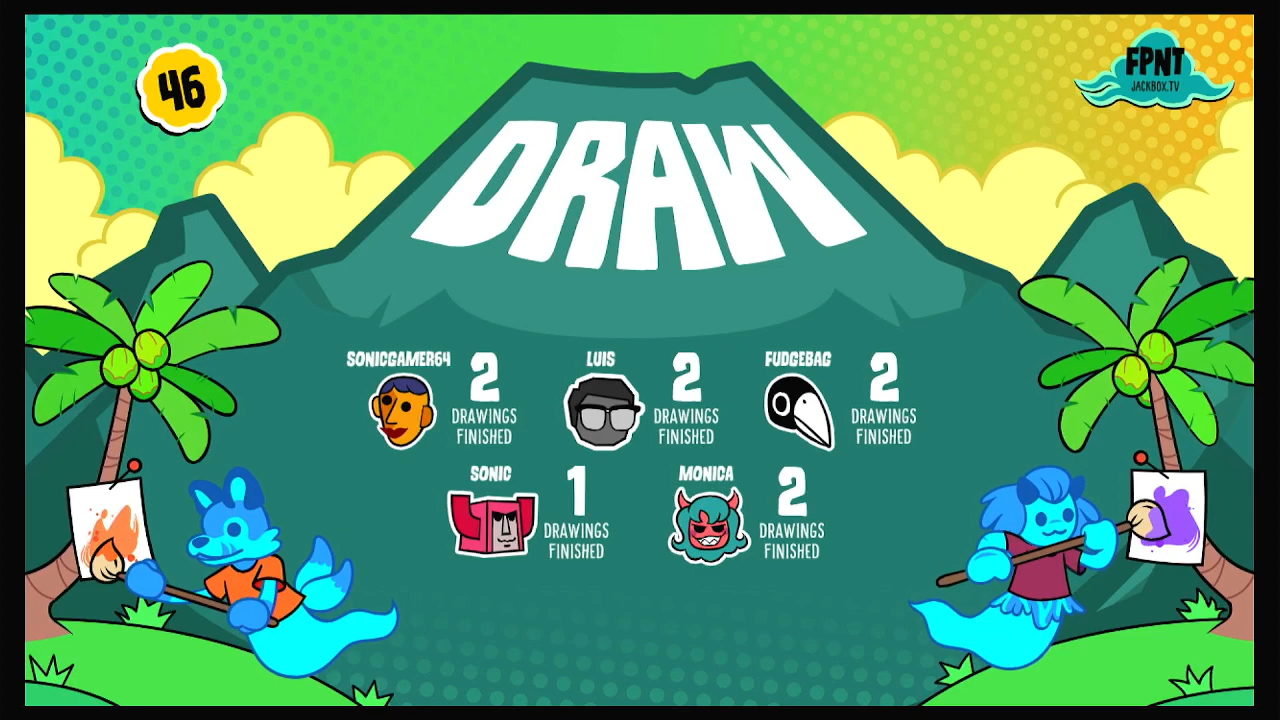 46
FPNT
JACKBOX.TV
DRAW
SONICGAMER64
2
DRAWINGS
FINISHED
LUIS
2
DRAWINGS
FINISHED
FUDGEBAG
2
DRAWINGS
FINISHED
SONIC
1
DRAWINGS
FINISHED
MONICA
2
DRAWINGS
FINISHED